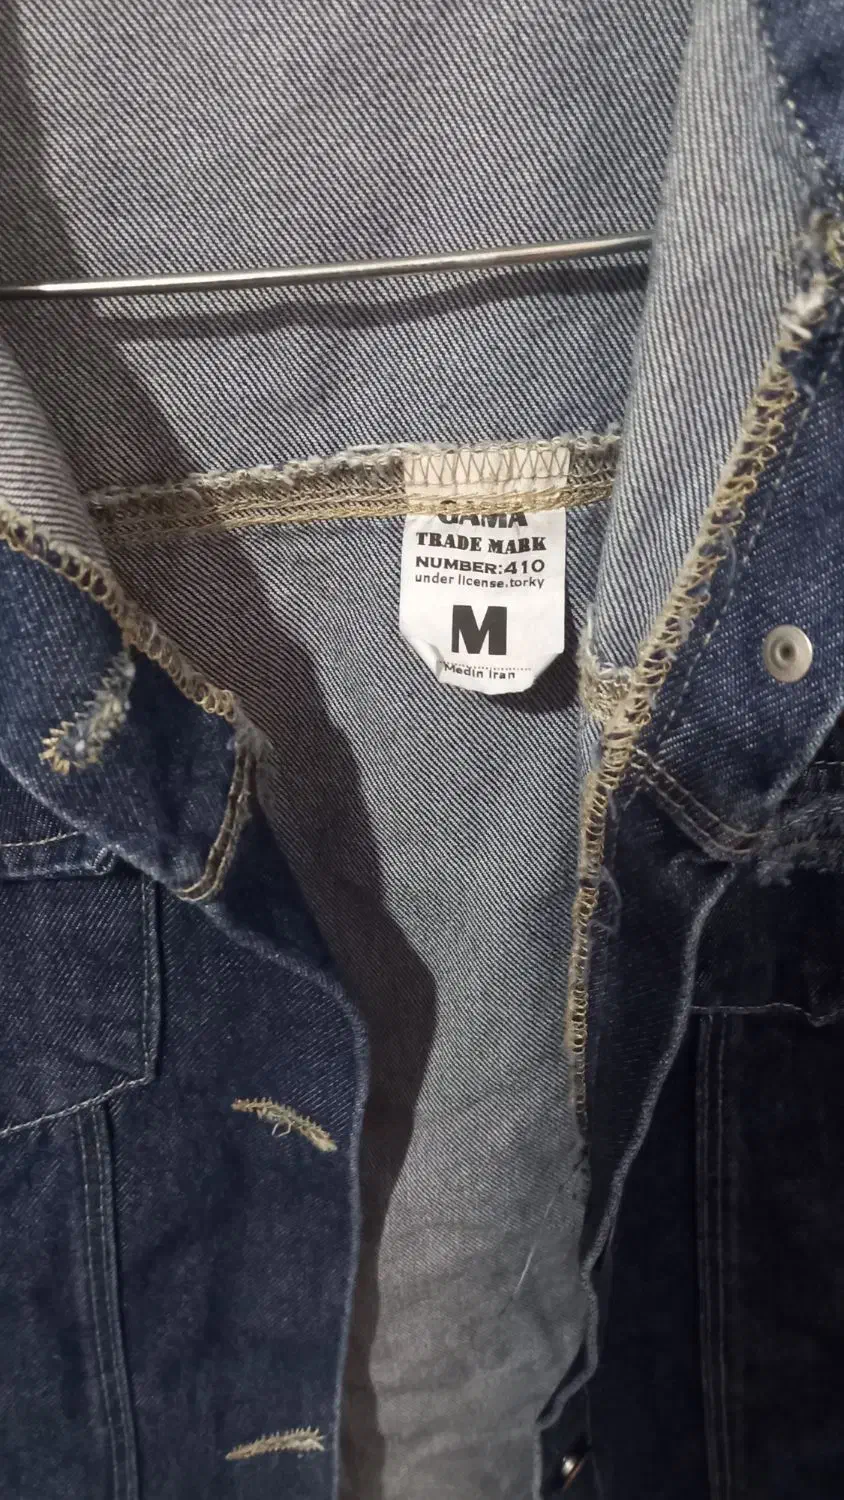 GAMA
TRADE MARK
NUMBER:410
under license.torky
M
Medin Iran